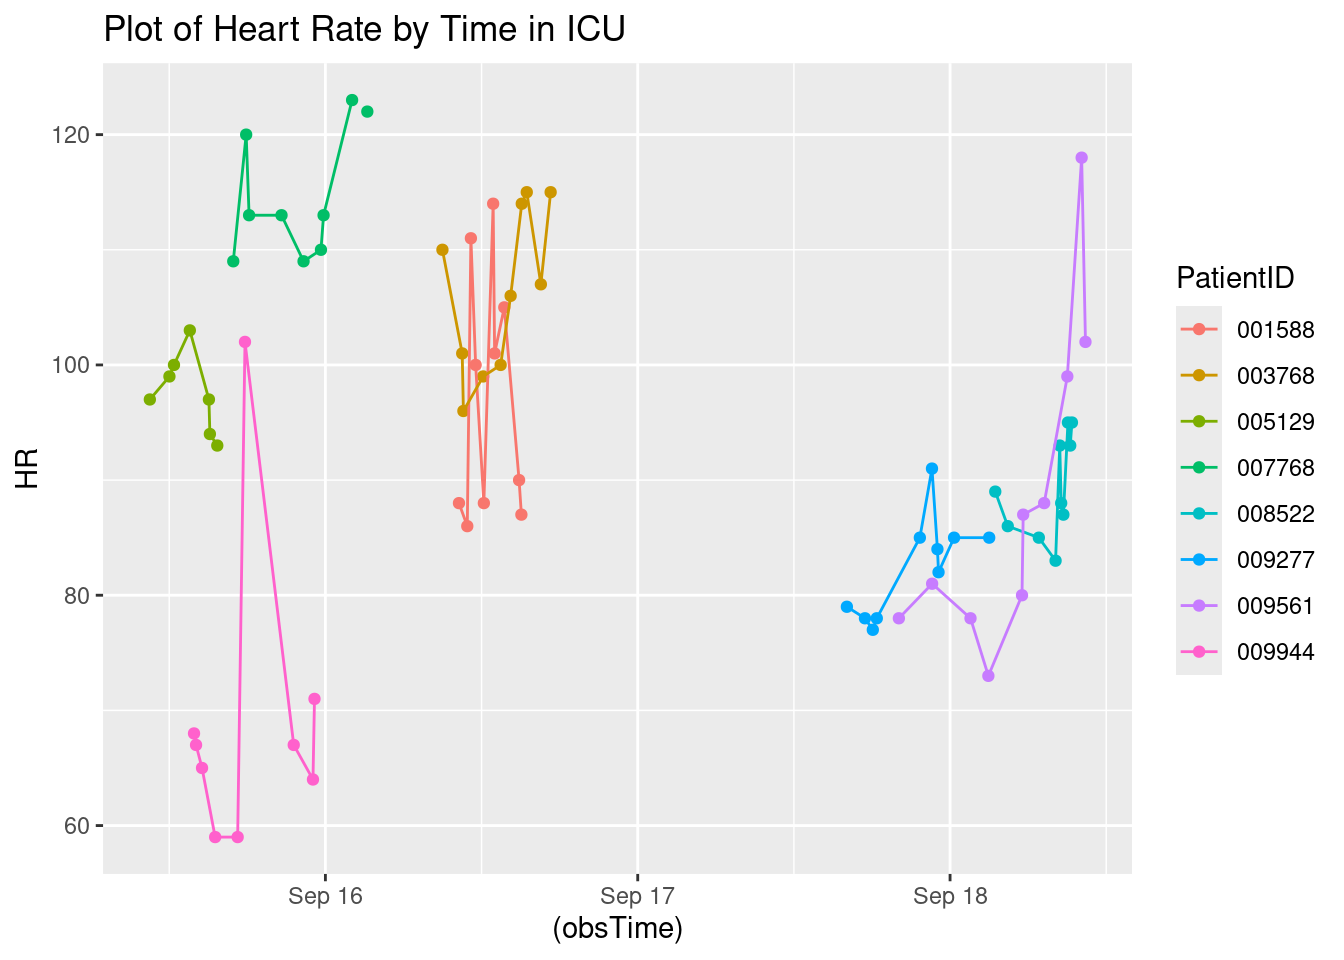 Plot of Heart Rate by Time in ICU
120
100
80
60
HR
Sep 16
Sep 17
Sep 18
(obsTime)
PatientID
001588
003768
005129
007768
008522
009277
009561
009944